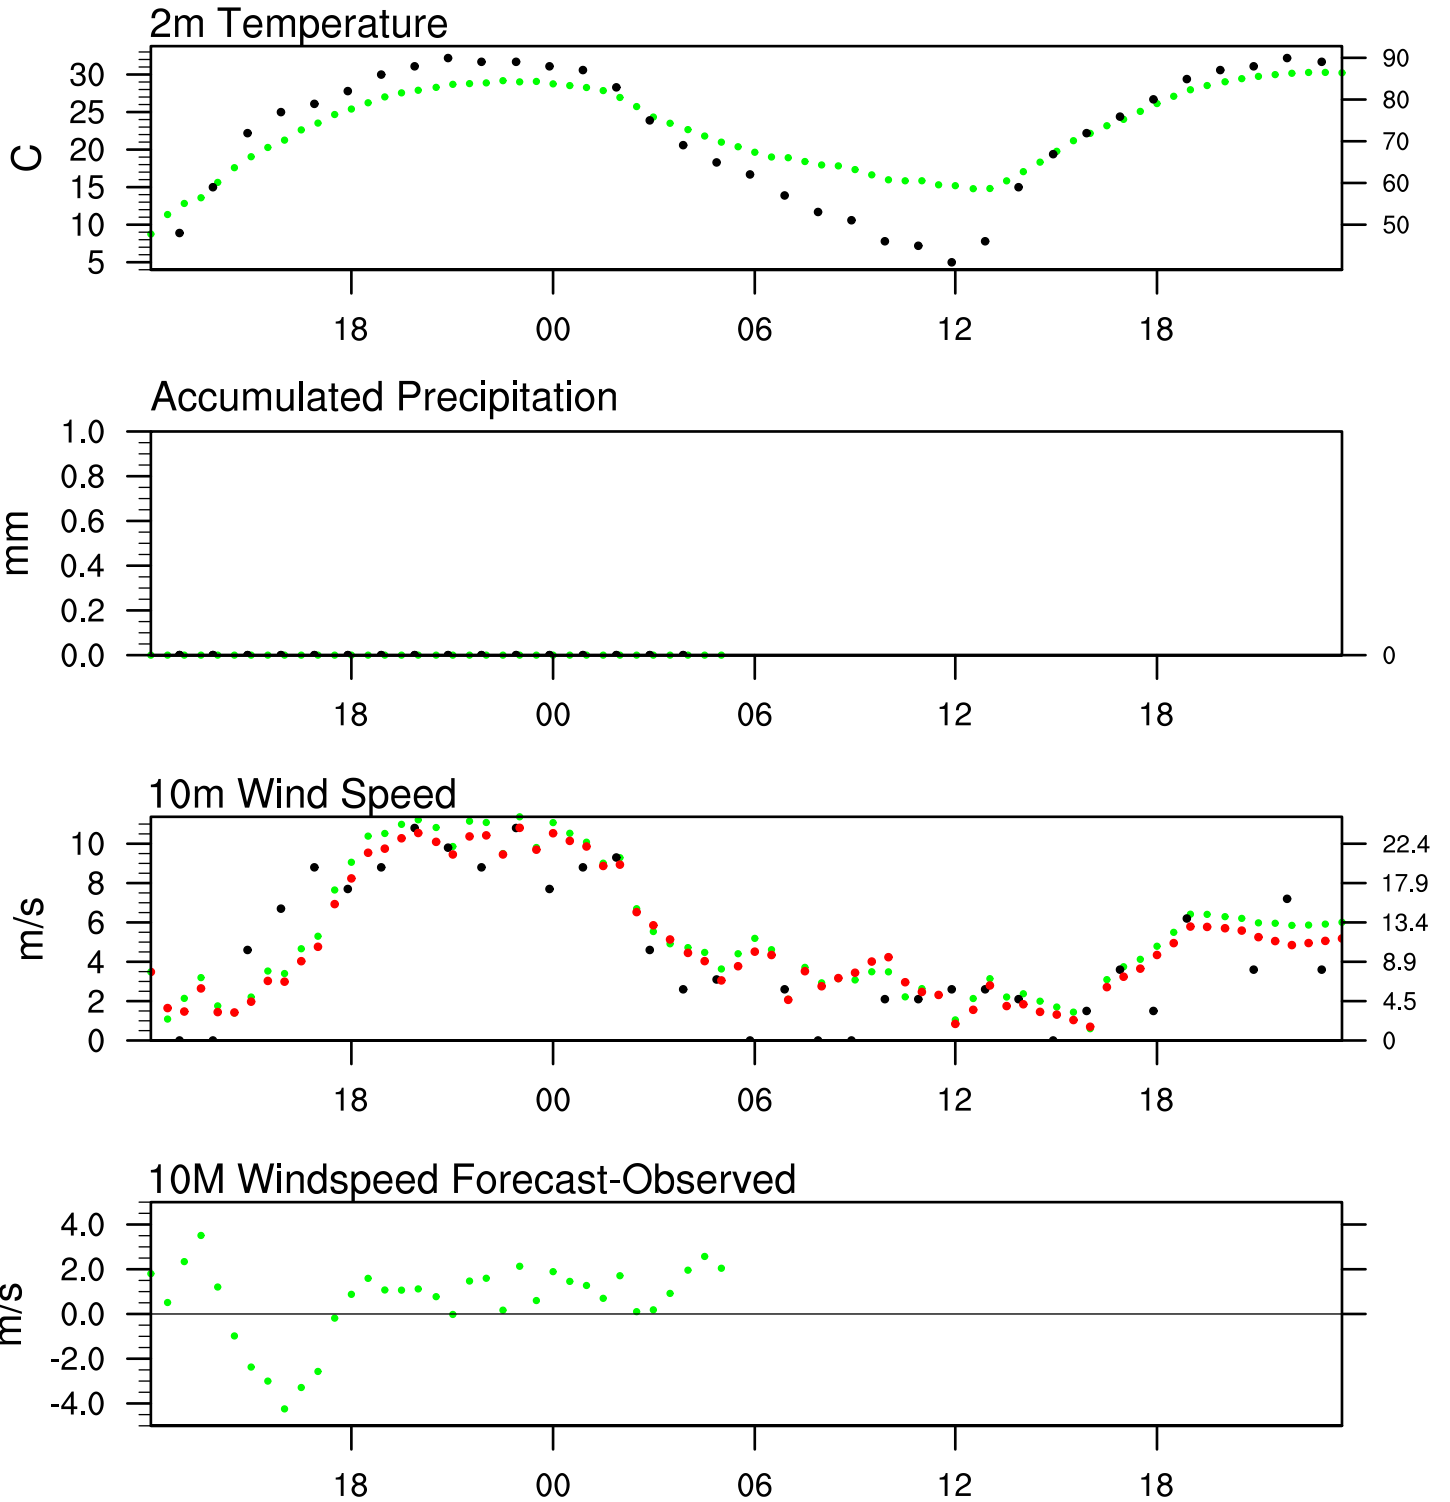 2m Temperature
30
25
20
15
10
5
C
90
80
70
60
50
18 00 06 12 18
Accumulated Precipitation
1.0
0.8
0.6
0.4
0.2
0.0
mm
0
18 00 06 12 18
10m Wind Speed
10
8
6
4
2
0
m/s
22.4
17.9
13.4
8.9
4.5
0
18 00 06 12 18
10M Windspeed Forecast-Observed
4.0
2.0
0.0
-2.0
-4.0
m/s
18 00 06 12 18